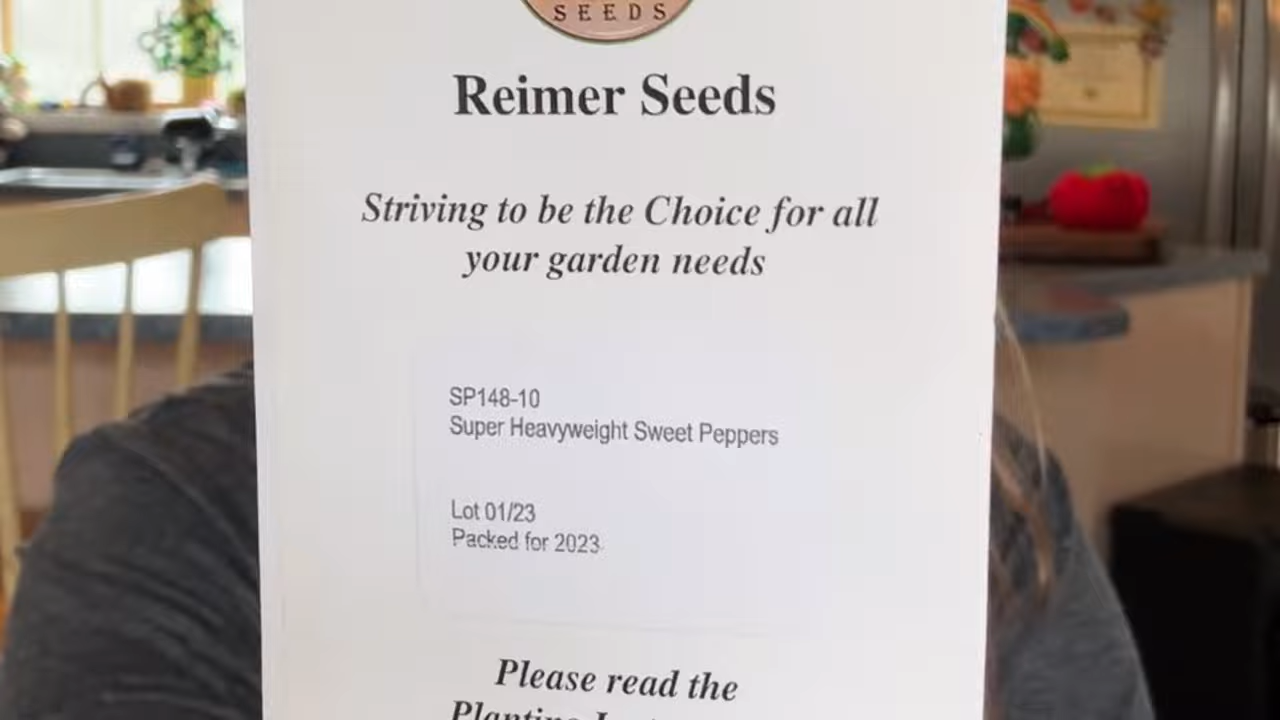 SEEDS
Reimer Seeds
Striving to be the Choice for all
your garden needs
SP148-10
Super Heavyweight Sweet Peppers
Lot 01/23
Packed for 2023
Please read the